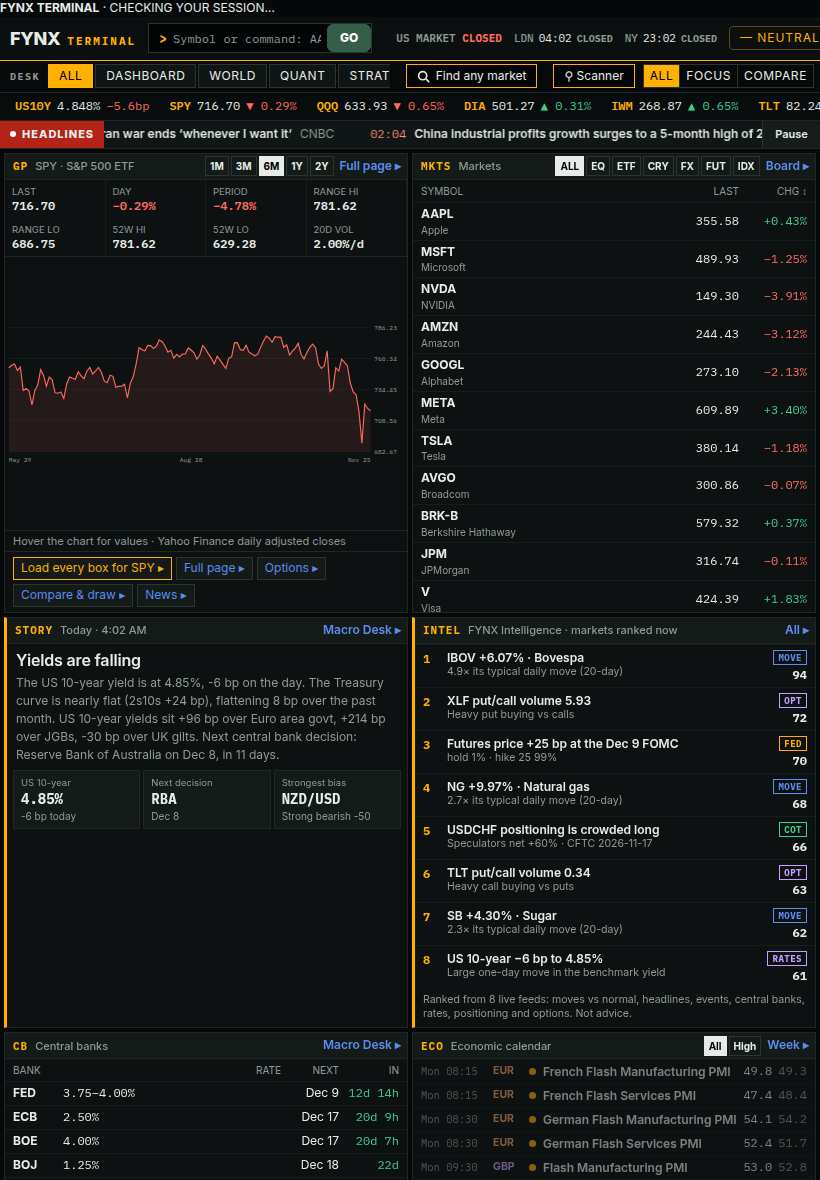 FYNX TERMINAL · CHECKING YOUR SESSION...
FYNX TERMINAL > Symbol or command: AA GO US MARKET CLOSED LDN 04:02 CLOSED NY 23:02 CLOSED — NEUTRAL
DESK ALL DASHBOARD WORLD QUANT STRAT Find any market Scanner ALL FOCUS COMPARE
US10Y 4.848% −5.6bp SPY 716.70 ▼ 0.29% QQQ 633.93 ▼ 0.65% DIA 501.27 ▲ 0.31% IWM 268.87 ▲ 0.65% TLT 82.24
HEADLINES ran war ends ‘whenever I want it’ CNBC 02:04 China industrial profits growth surges to a 5-month high of 2 Pause
GP SPY · S&P 500 ETF 1M 3M 6M 1Y 2Y Full page ▸
LAST DAY PERIOD RANGE HI
716.70 −0.29% −4.78% 781.62
RANGE LO 52W HI 52W LO 20D VOL
686.75 781.62 629.28 2.00%/d
786.23
760.34
734.45
708.56
682.67
May 29 Aug 28 Nov 25
Hover the chart for values · Yahoo Finance daily adjusted closes
Load every box for SPY ▸ Full page ▸ Options ▸
Compare & draw ▸ News ▸
MKTS Markets ALL EQ ETF CRY FX FUT IDX Board ▸
SYMBOL LAST CHG ↕
AAPL 355.58 +0.43%
Apple
MSFT 489.93 −1.25%
Microsoft
NVDA 149.30 −3.91%
NVIDIA
AMZN 244.43 −3.12%
Amazon
GOOGL 273.10 −2.13%
Alphabet
META 609.89 +3.40%
Meta
TSLA 380.14 −1.18%
Tesla
AVGO 300.86 −0.07%
Broadcom
BRK-B 579.32 +0.37%
Berkshire Hathaway
JPM 316.74 −0.11%
JPMorgan
V 424.39 +1.83%
Visa
STORY Today · 4:02 AM Macro Desk ▸
Yields are falling
The US 10-year yield is at 4.85%, -6 bp on the day. The Treasury
curve is nearly flat (2s10s +24 bp), flattening 8 bp over the past
month. US 10-year yields sit +96 bp over Euro area govt, +214 bp
over JGBs, -30 bp over UK gilts. Next central bank decision:
Reserve Bank of Australia on Dec 8, in 11 days.
US 10-year Next decision Strongest bias
4.85% RBA NZD/USD
-6 bp today Dec 8 Strong bearish -50
INTEL FYNX Intelligence · markets ranked now All ▸
1 IBOV +6.07% · Bovespa MOVE
4.9× its typical daily move (20-day) 94
2 XLF put/call volume 5.93 OPT
Heavy put buying vs calls 72
3 Futures price +25 bp at the Dec 9 FOMC FED
hold 1% · hike 25 99% 70
4 NG +9.97% · Natural gas MOVE
2.7× its typical daily move (20-day) 68
5 USDCHF positioning is crowded long COT
Speculators net +60% · CFTC 2026-11-17 66
6 TLT put/call volume 0.34 OPT
Heavy call buying vs puts 63
7 SB +4.30% · Sugar MOVE
2.3× its typical daily move (20-day) 62
8 US 10-year −6 bp to 4.85% RATES
Large one-day move in the benchmark yield 61
Ranked from 8 live feeds: moves vs normal, headlines, events, central banks,
rates, positioning and options. Not advice.
CB Central banks Macro Desk ▸
BANK RATE NEXT IN
FED 3.75–4.00% Dec 9 12d 14h
ECB 2.50% Dec 17 20d 9h
BOE 4.00% Dec 17 20d 7h
BOJ 1.25% Dec 18 22d
ECO Economic calendar All High Week ▸
Mon 08:15 EUR French Flash Manufacturing PMI 49.8 49.3
Mon 08:15 EUR French Flash Services PMI 47.4 48.4
Mon 08:30 EUR German Flash Manufacturing PMI 54.1 54.2
Mon 08:30 EUR German Flash Services PMI 52.4 51.7
Mon 09:30 GBP Flash Manufacturing PMI 53.0 52.8